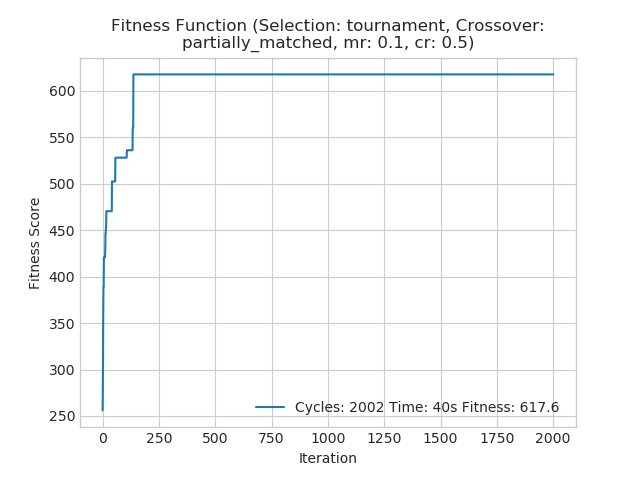 Fitness Function (Selection: tournament, Crossover:
partially_matched, mr: 0.1, cr: 0.5)
Fitness Score
600
550
500
450
400
350
300
250
Cycles: 2002 Time: 40s Fitness: 617.6
0 250 500 750 1000 1250 1500 1750 2000
Iteration